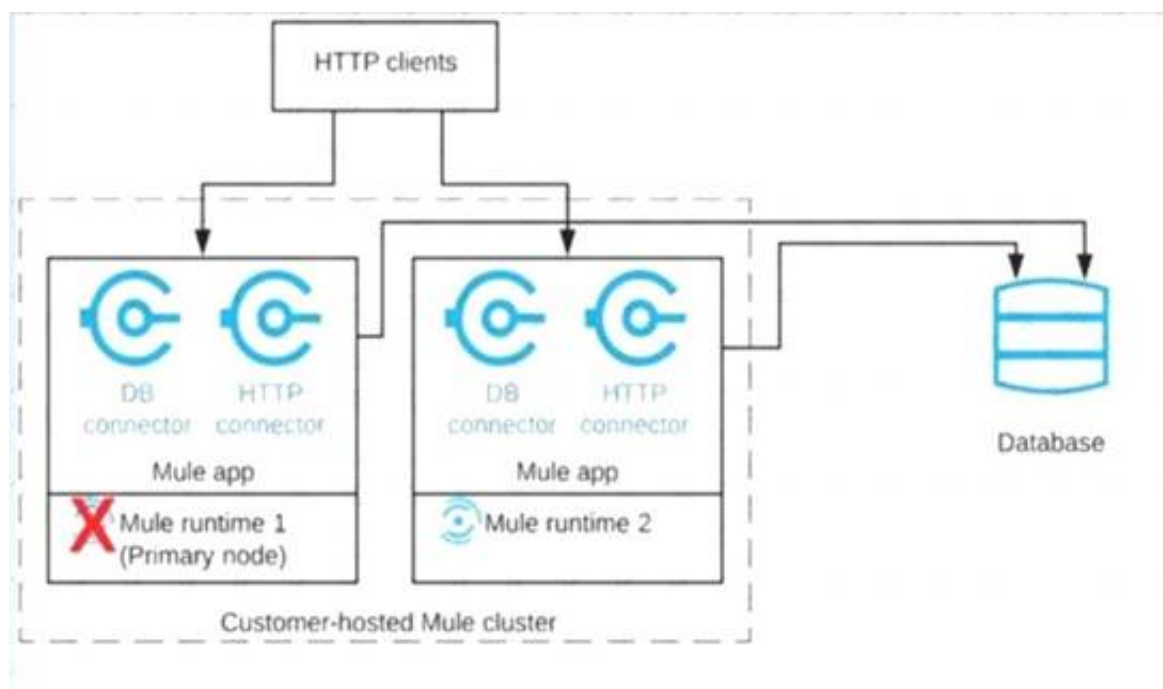 HTTP clients
DB
connector
HTTP
connector
Mule app
Mule runtime 1
(Primary node)
DB
connector
HTTP
connector
Mule app
Mule runtime 2
Database
Customer-hosted Mule cluster